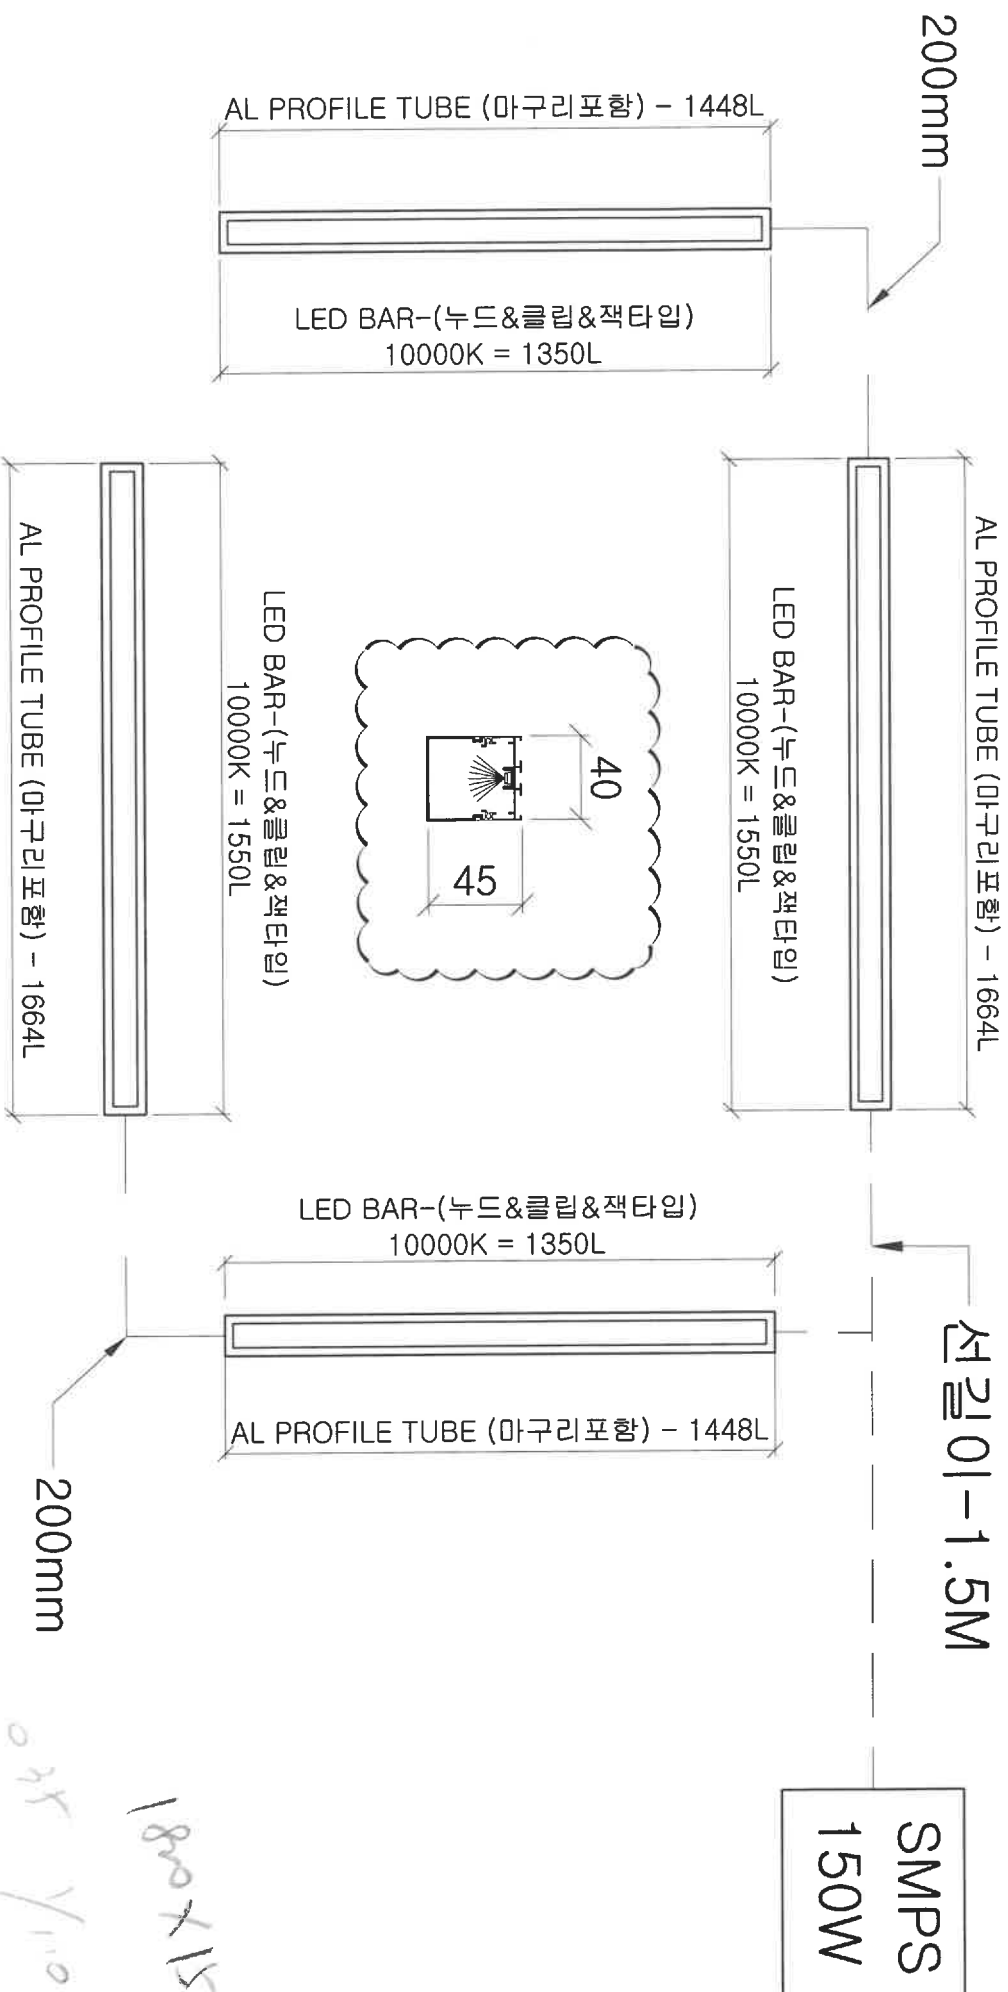 200mm
AL PROFILE TUBE (마구리포함) - 1448L
LED BAR-(누드&클립&잭타입)
10000K = 1350L
AL PROFILE TUBE (마구리포함) - 1664L
LED BAR-(누드&클립&잭타입)
10000K = 1550L
40
45
LED BAR-(누드&클립&잭타입)
10000K = 1550L
AL PROFILE TUBE (마구리포함) - 1664L
LED BAR-(누드&클립&잭타입)
10000K = 1350L
AL PROFILE TUBE (마구리포함) - 1448L
선길이-1.5M
200mm
SMPS
150W